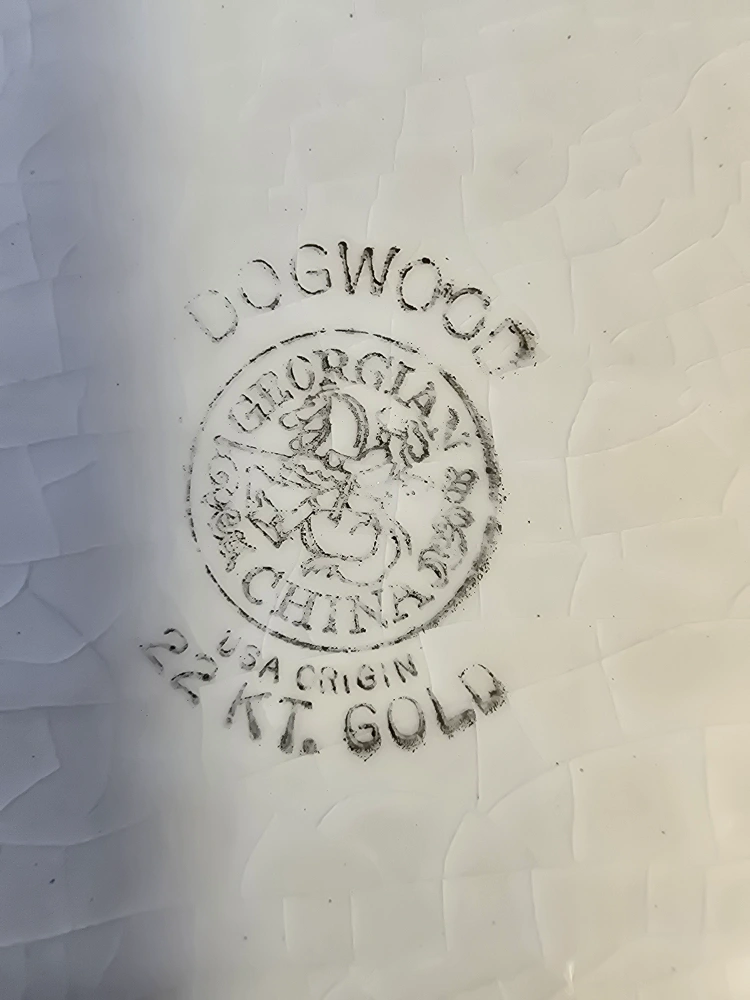 DOGWOOD
GEORGIAN
CHINA
USA ORIGIN
22 KT. GOLD